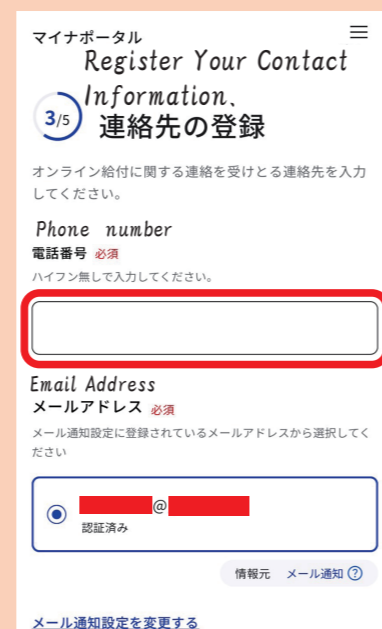 マイナポータル
Register Your Contact
Information.
3/5
連絡先の登録
オンライン給付に関する連絡を受けとる連絡先を入力
してください。
Phone number
電話番号 必須
ハイフン無しで入力してください。
Email Address
メールアドレス 必須
メール通知設定に登録されているメールアドレスから選択してく
ださい
@
認証済み
情報元 メール通知 ?
メール通知設定を変更する